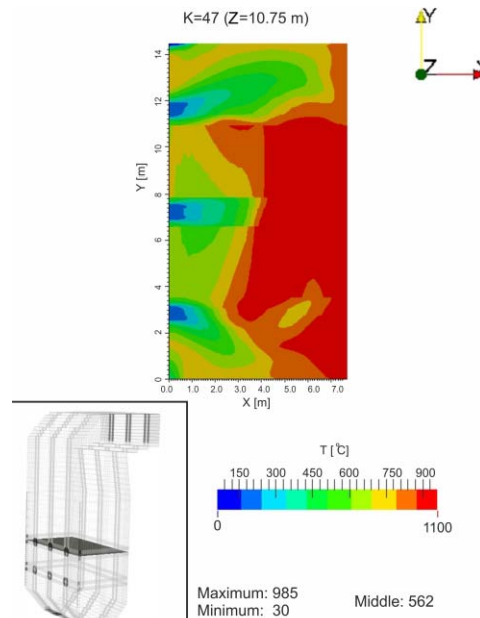 K=47 (Z=10.75 m)
Y
Z
X
14
12
10
8
6
4
2
0
Y [m]
0.0 1.0 2.0 3.0 4.0 5.0 6.0 7.0
X [m]
T [°C]
150 300 450 600 750 900
0 1100
Maximum: 985
Minimum: 30
Middle: 562